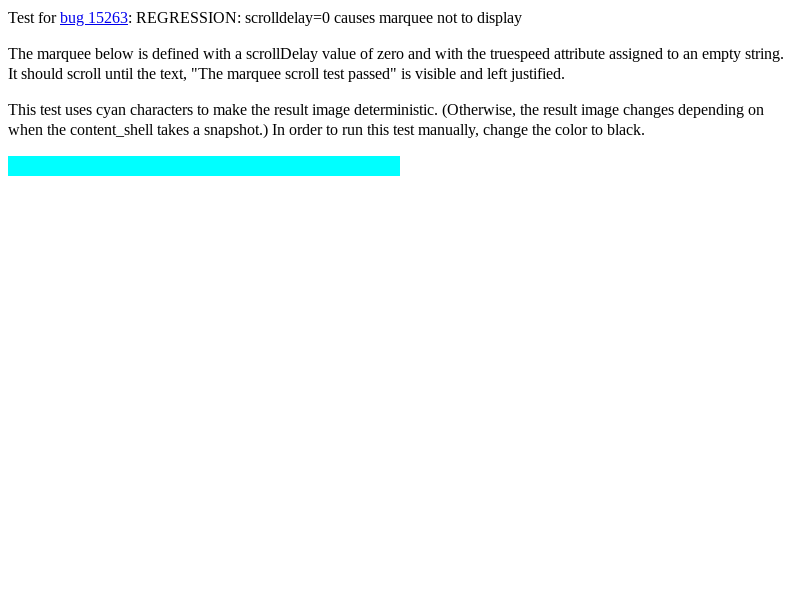 Test for bug 15263: REGRESSION: scrolldelay=0 causes marquee not to display
The marquee below is defined with a scrollDelay value of zero and with the truespeed attribute assigned to an empty string.
It should scroll until the text, "The marquee scroll test passed" is visible and left justified.
This test uses cyan characters to make the result image deterministic. (Otherwise, the result image changes depending on
when the content_shell takes a snapshot.) In order to run this test manually, change the color to black.